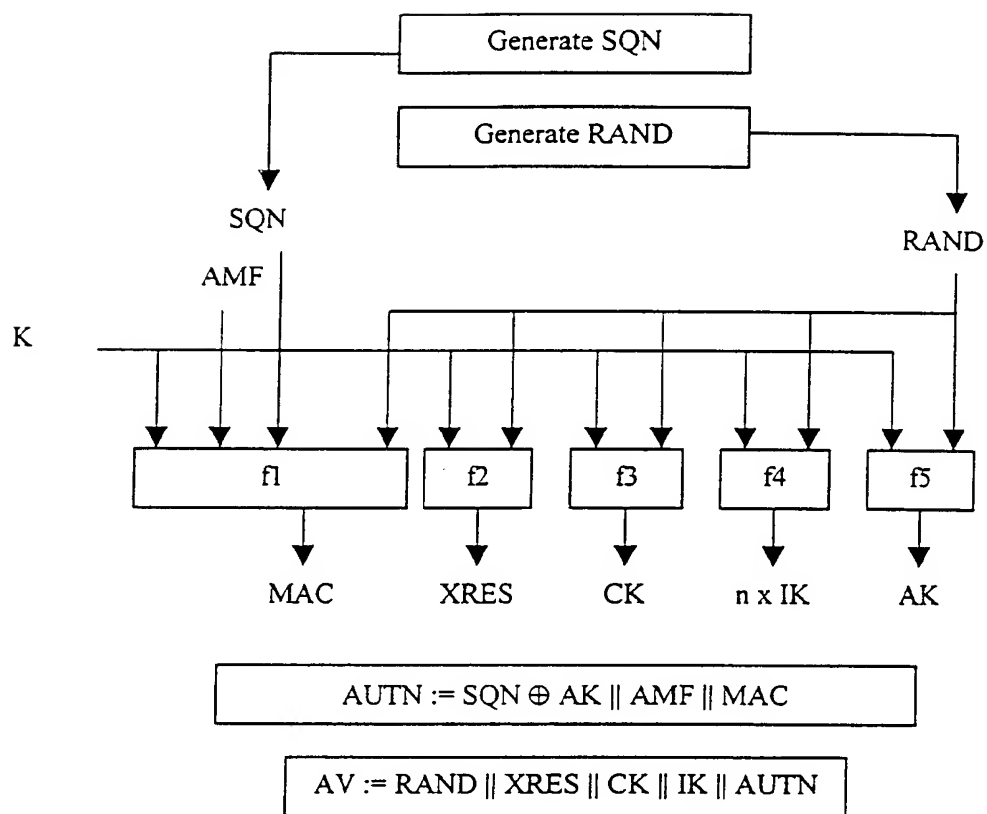 Generate SQN
Generate RAND
SQN
RAND
AMF
K
f1 f2 f3 f4 f5
MAC XRES CK n x IK AK
AUTN := SQN ⊕ AK || AMF || MAC
AV := RAND || XRES || CK || IK || AUTN